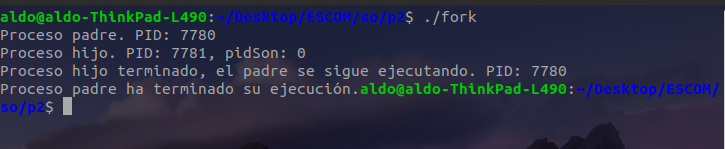 aldo@aldo-ThinkPad-L490:~/Desktop/ESCOM/so/p2$ ./fork
Proceso padre. PID: 7780
Proceso hijo. PID: 7781, pidSon: 0
Proceso hijo terminado, el padre se sigue ejecutando. PID: 7780
Proceso padre ha terminado su ejecución.aldo@aldo-ThinkPad-L490:~/Desktop/ESCOM/
so/p2$